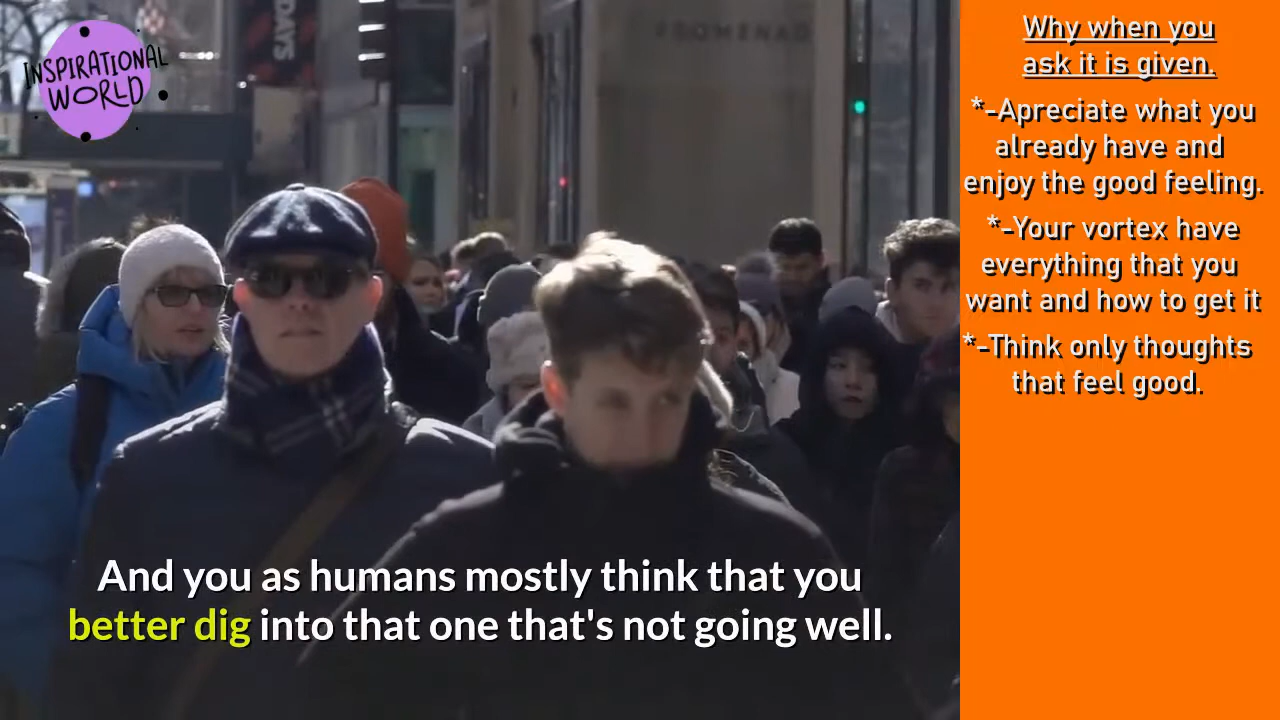 INSPIRATIONAL
WORLD
DAYS
PROMENAD
And you as humans mostly think that you
better dig into that one that's not going well.
Why when you
ask it is given.
*-Apreciate what you
already have and
enjoy the good feeling.
*-Your vortex have
everything that you
want and how to get it
*-Think only thoughts
that feel good.